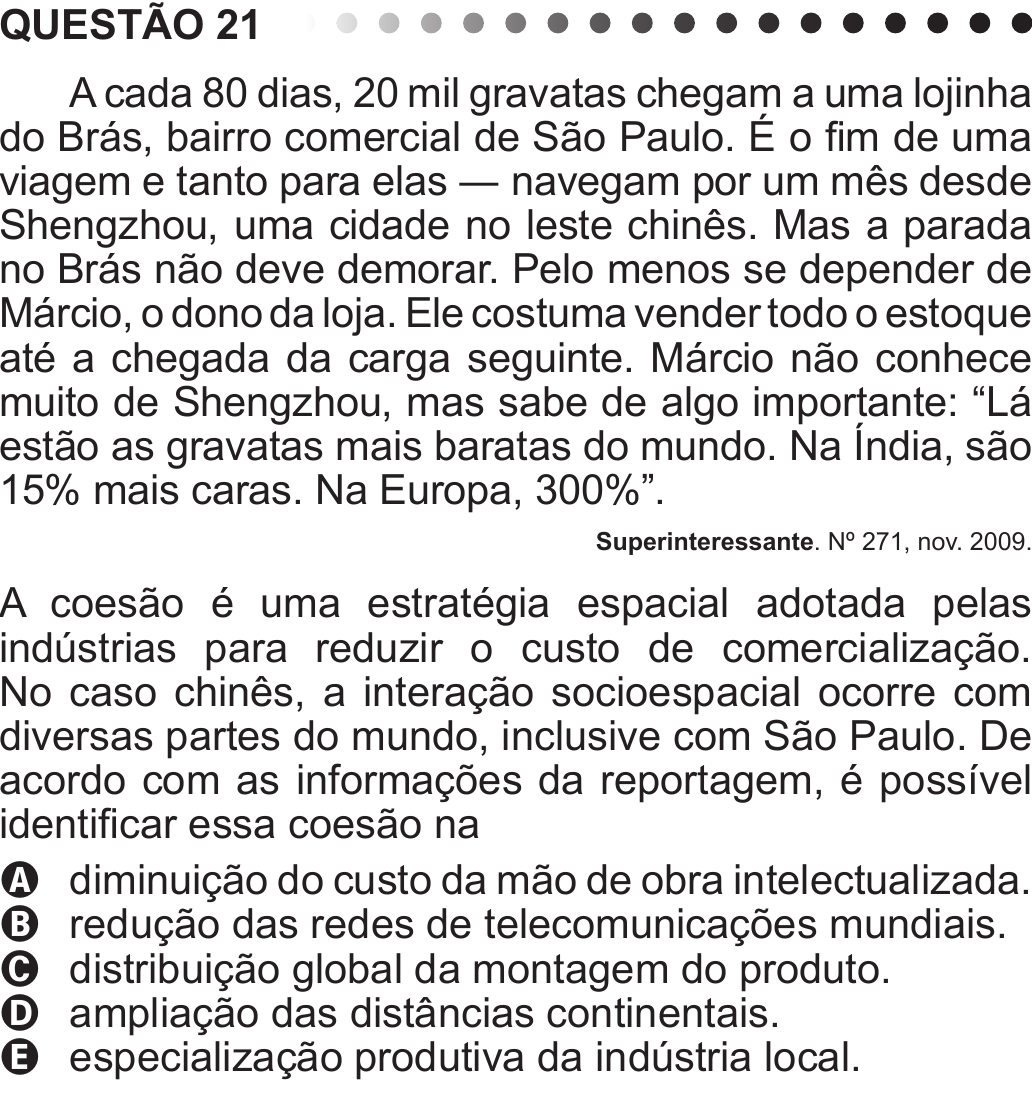 QUESTÃO 21
A cada 80 dias, 20 mil gravatas chegam a uma lojinha
do Brás, bairro comercial de São Paulo. É o fim de uma
viagem e tanto para elas — navegam por um mês desde
Shengzhou, uma cidade no leste chinês. Mas a parada
no Brás não deve demorar. Pelo menos se depender de
Márcio, o dono da loja. Ele costuma vender todo o estoque
até a chegada da carga seguinte. Márcio não conhece
muito de Shengzhou, mas sabe de algo importante: “Lá
estão as gravatas mais baratas do mundo. Na Índia, são
15% mais caras. Na Europa, 300%”.
Superinteressante. Nº 271, nov. 2009.
A coesão é uma estratégia espacial adotada pelas
indústrias para reduzir o custo de comercialização.
No caso chinês, a interação socioespacial ocorre com
diversas partes do mundo, inclusive com São Paulo. De
acordo com as informações da reportagem, é possível
identificar essa coesão na
A diminuição do custo da mão de obra intelectualizada.
B redução das redes de telecomunicações mundiais.
C distribuição global da montagem do produto.
D ampliação das distâncias continentais.
E especialização produtiva da indústria local.